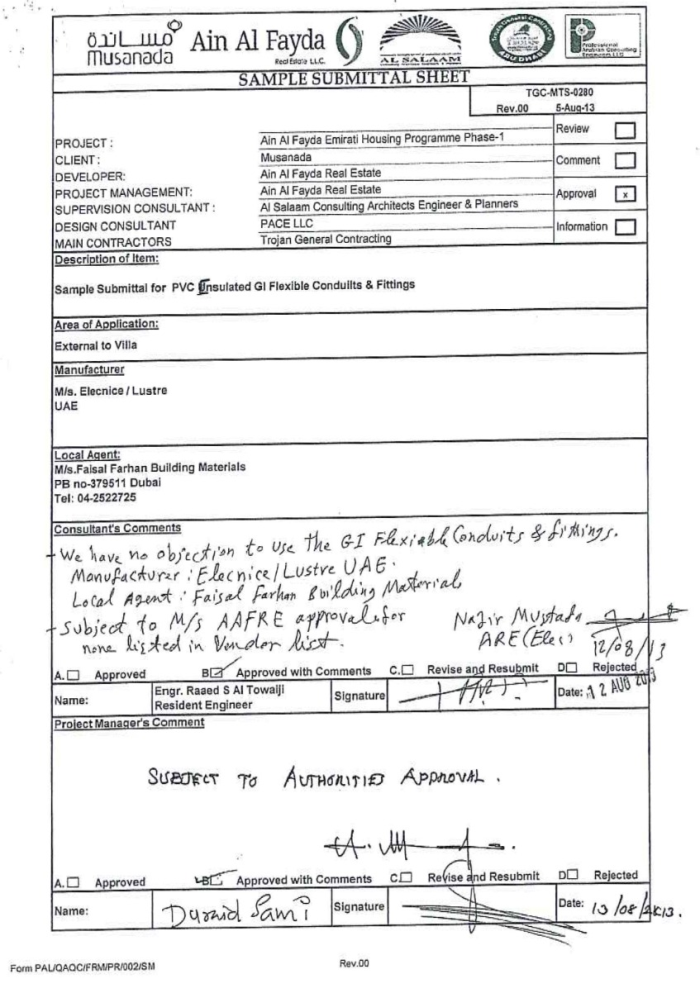 مساندة
Musanada
Ain Al Fayda
Real Estate L.L.C.
AL SALAAM
ABU DHABI
Professional
Arabian Consulting
Engineers LLC
SAMPLE SUBMITTAL SHEET
TGC-MTS-0280
Rev.00 5-Aug-13
PROJECT : Ain Al Fayda Emirati Housing Programme Phase-1
Review
CLIENT : Musanada
Comment
DEVELOPER: Ain Al Fayda Real Estate
PROJECT MANAGEMENT: Ain Al Fayda Real Estate
Approval x
SUPERVISION CONSULTANT : Al Salaam Consulting Architects Engineer & Planners
DESIGN CONSULTANT PACE LLC
Information
MAIN CONTRACTORS Trojan General Contracting
Description of Item:
Sample Submittal for PVC Insulated GI Flexible Conduilts & Fittings
Area of Application:
External to Villa
Manufacturer
M/s. Elecnice / Lustre
UAE
Local Agent:
M/s.Faisal Farhan Building Materials
PB no-379511 Dubai
Tel: 04-2522725
Consultant's Comments
- We have no objection to use the GI Flexiable Conduits & fittings.
Manufacturer : Elecnice/Lustre UAE.
Local Agent : Faisal farhan Building Materials
- Subject to M/s AAFRE approval for
none listed in Vendor list.
Nazir Mustafa
ARE (Elec)
12/08/13
A. Approved B Approved with Comments C. Revise and Resubmit D Rejected
Name: Engr. Raaed S Al Towaiji
Resident Engineer
Signature
Date: 12 AUG 2013
Project Manager's Comment
SUBJECT TO AUTHORITIES APPROVAL.
A. Approved B Approved with Comments C Revise and Resubmit D Rejected
Name: Duraid Sami Signature Date: 13/08/2013.
Form PAL/QAQC/FRM/PR/002/SM Rev.00